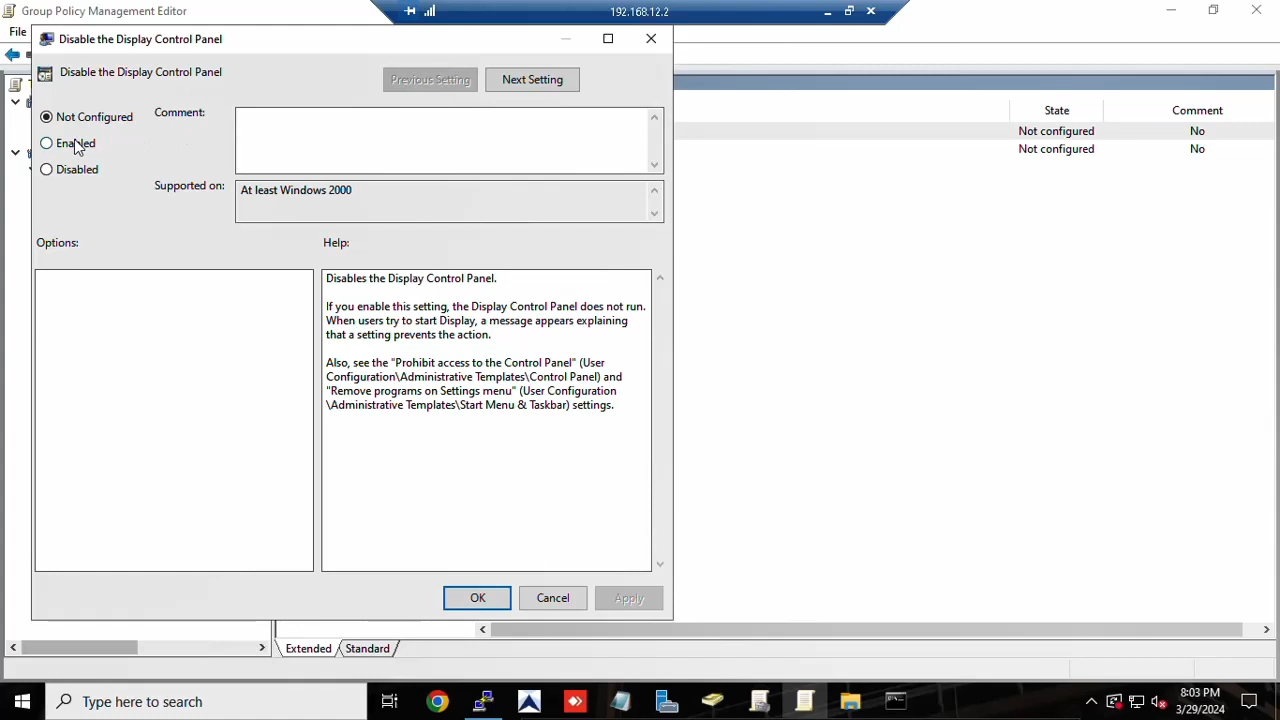 Group Policy Management Editor
192.168.12.2
File
Disable the Display Control Panel
Disable the Display Control Panel
Previous Setting
Next Setting
Not Configured
Enabled
Disabled
Comment:
Supported on:
At least Windows 2000
Options:
Help:
Disables the Display Control Panel.
If you enable this setting, the Display Control Panel does not run.
When users try to start Display, a message appears explaining
that a setting prevents the action.
Also, see the "Prohibit access to the Control Panel" (User
Configuration\Administrative Templates\Control Panel) and
"Remove programs on Settings menu" (User Configuration
\Administrative Templates\Start Menu & Taskbar) settings.
OK
Cancel
Apply
State
Comment
Not configured
No
Not configured
No
Extended
Standard
Type here to search
8:03 PM
3/29/2024